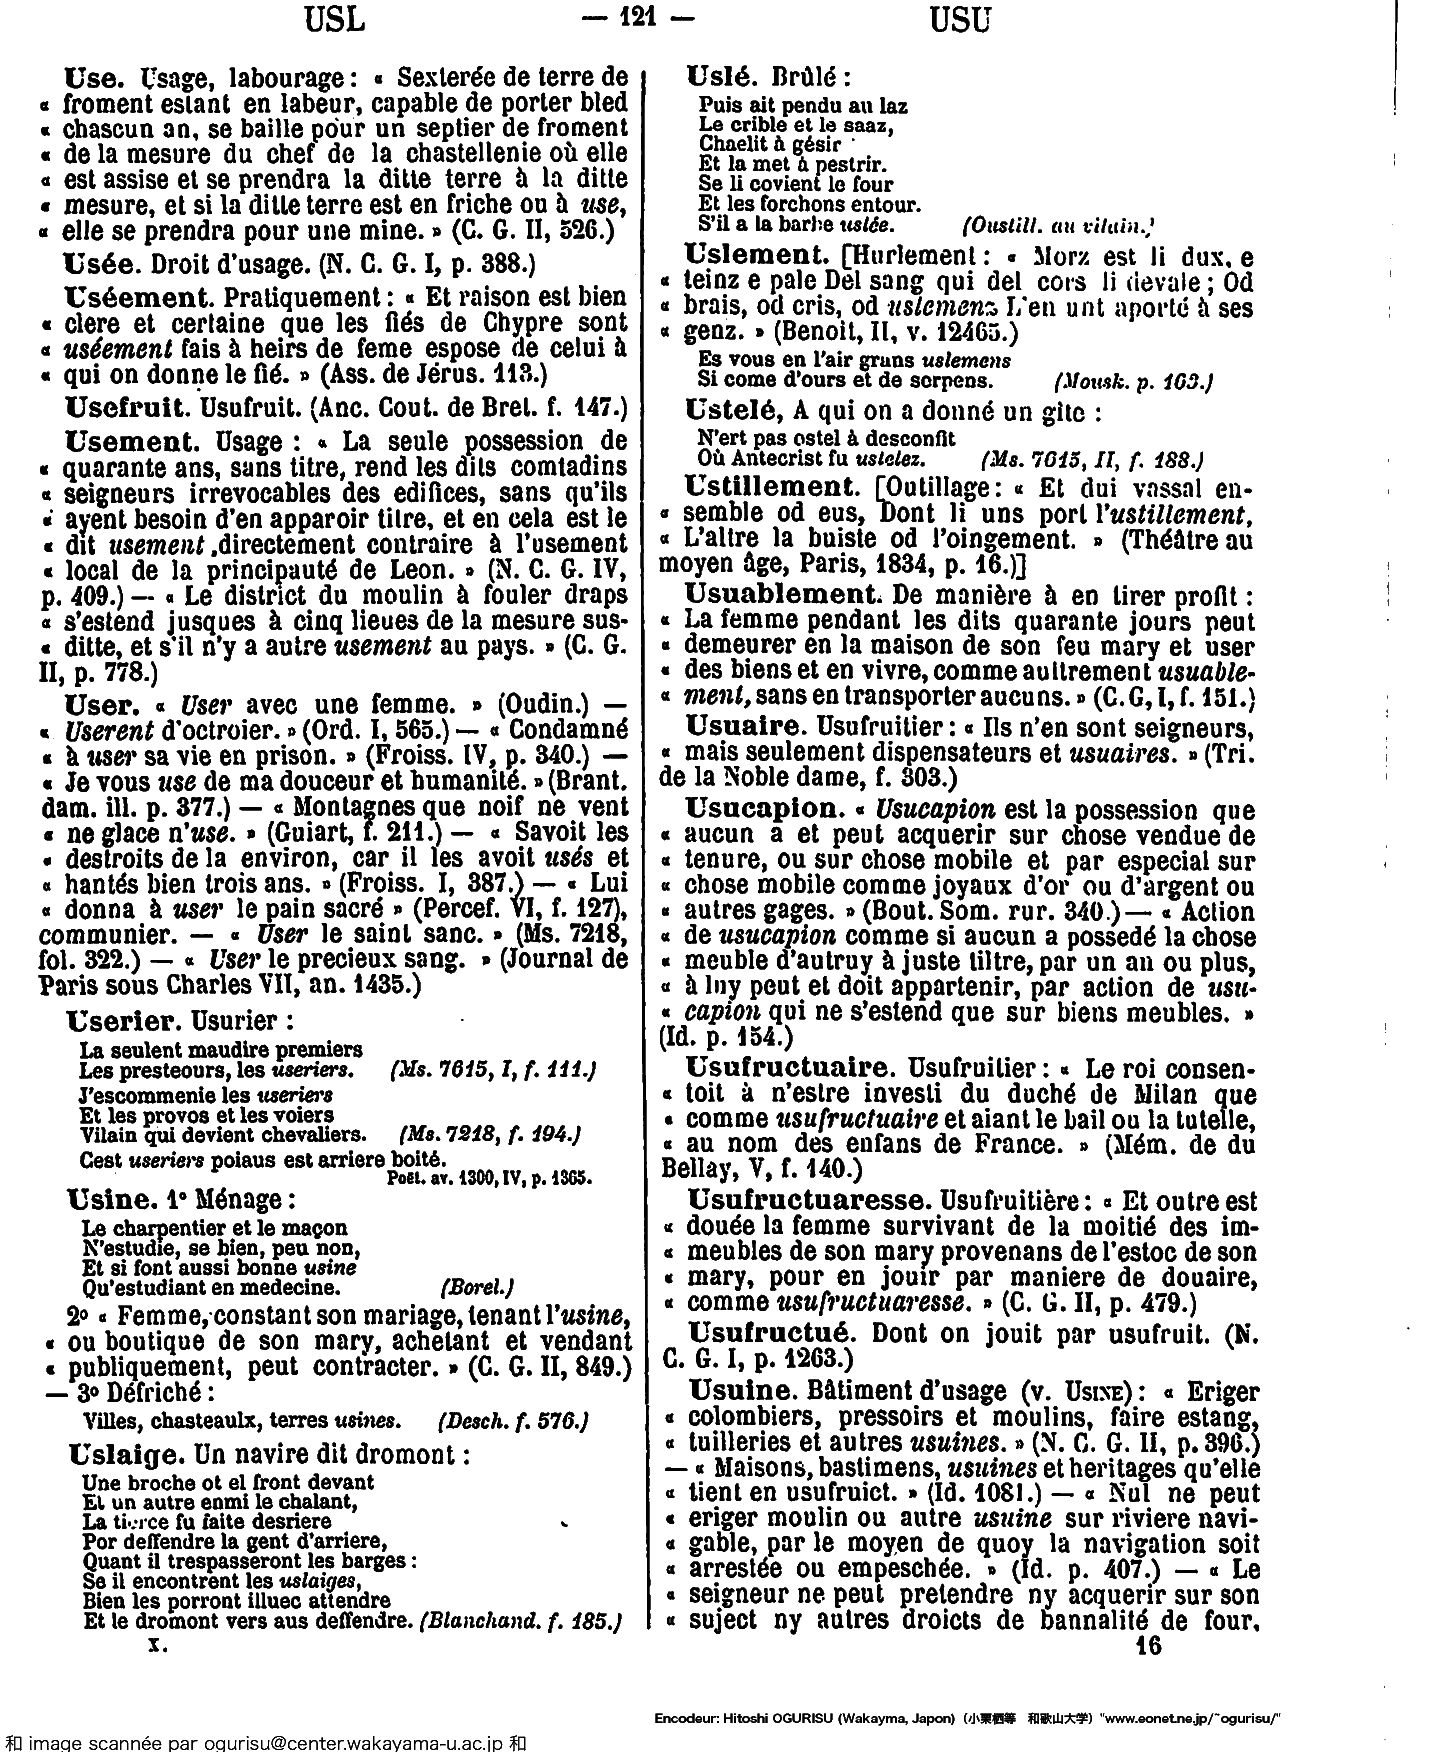 USL — 121 — USU
Use. Usage, labourage : « Sexterée de terre de
« froment estant en labeur, capable de porter bled
« chascun an, se baille pour un septier de froment
« de la mesure du chef de la chastellenie où elle
« est assise et se prendra la ditte terre à la ditte
« mesure, et si la ditte terre est en friche ou à use,
« elle se prendra pour une mine. » (C. G. II, 526.)
Usée. Droit d'usage. (N. C. G. I, p. 388.)
Uséement. Pratiquement : « Et raison est bien
« clere et certaine que les fiés de Chypre sont
« uséement fais à heirs de feme espose de celui à
« qui on donne le fié. » (Ass. de Jérus. 113.)
Usefruit. Usufruit. (Anc. Cout. de Bret. f. 147.)
Usement. Usage : « La seule possession de
« quarante ans, sans titre, rend les dits comtadins
« seigneurs irrevocables des edifices, sans qu'ils
« ayent besoin d'en apparoir titre, et en cela est le
« dit usement directement contraire à l'usement
« local de la principauté de Leon. » (N. C. G. IV,
p. 409.) — « Le district du moulin à fouler draps
« s'estend jusques à cinq lieues de la mesure sus-
« ditte, et s'il n'y a autre usement au pays. » (C. G.
II, p. 778.)
User. « User avec une femme. » (Oudin.) —
« Userent d'octroier. » (Ord. I, 565.) — « Condamné
« à user sa vie en prison. » (Froiss. IV, p. 340.) —
« Je vous use de ma douceur et humanité. » (Brant.
dam. ill. p. 377.) — « Montagnes que noif ne vent
« ne glace n'use. » (Guiart, f. 211.) — « Savoit les
« destroits de la environ, car il les avoit usés et
« hantés bien trois ans. » (Froiss. I, 387.) — « Lui
« donna à user le pain sacré » (Percef. VI, f. 127),
communier. — « User le saint sanc. » (Ms. 7218,
fol. 322.) — « User le precieux sang. » (Journal de
Paris sous Charles VII, an. 1435.)
Userier. Usurier :
La seulent maudire premiers
Les presteours, les useriers. (Ms. 7615, I, f. 111.)
J'escommenie les useriers
Et les provos et les voiers
Vilain qui devient chevaliers. (Ms. 7218, f. 194.)
Cest useriers poiaus est arriere boité.
Poët. av. 1300, IV, p. 1365.
Usine. 1º Ménage :
Le charpentier et le maçon
N'estudie, se bien, peu non,
Et si font aussi bonne usine
Qu'estudiant en medecine. (Borel.)
2º « Femme, constant son mariage, tenant l'usine,
« ou boutique de son mary, achetant et vendant
« publiquement, peut contracter. » (C. G. II, 849.)
— 3º Défriché :
Villes, chasteaulx, terres usines. (Desch. f. 576.)
Uslaige. Un navire dit dromont :
Une broche ot el front devant
Et un autre enmi le chalant,
La tierce fu faite desriere
Por deffendre la gent d'arriere,
Quant il trespasseront les barges :
Se il encontrent les uslaiges,
Bien les porront illuec attendre
Et le dromont vers aus deffendre. (Blanchand. f. 185.)
X.
Uslé. Brûlé :
Puis ait pendu au laz
Le crible et le saaz,
Chaelit à gésir
Et la met à pestrir.
Se li covient le four
Et les forchons entour.
S'il a la barbe uslée. (Oustill. au vilain.)
Uslement. [Hurlement : « Morz est li dux, e
« teinz e pale Del sang qui del cors li devale ; Od
« brais, od cris, od uslemenz L'en unt aporté à ses
« genz. » (Benoit, II, v. 12465.)
Es vous en l'air grans uslemens
Si come d'ours et de serpens. (Mousk. p. 163.)
Ustelé, A qui on a donné un gîte :
N'ert pas ostel à desconfit
Où Antecrist fu ustelez. (Ms. 7615, II, f. 188.)
Ustillement. [Outillage : « Et dui vassal en-
« semble od eus, Dont li uns port l'ustillement,
« L'altre la buiste od l'oingement. » (Théâtre au
moyen âge, Paris, 1834, p. 16.)]
Usuablement. De manière à en tirer profit :
« La femme pendant les dits quarante jours peut
« demeurer en la maison de son feu mary et user
« des biens et en vivre, comme aultrement usuable-
« ment, sans en transporter aucuns. » (C. G, I, f. 151.)
Usuaire. Usufruitier : « Ils n'en sont seigneurs,
« mais seulement dispensateurs et usuaires. » (Tri.
de la Noble dame, f. 303.)
Usucapion. « Usucapion est la possession que
« aucun a et peut acquerir sur chose vendue de
« tenure, ou sur chose mobile et par especial sur
« chose mobile comme joyaux d'or ou d'argent ou
« autres gages. » (Bout. Som. rur. 340.) — « Action
« de usucapion comme si aucun a possedé la chose
« meuble d'autruy à juste tiltre, par un an ou plus,
« à luy peut et doit appartenir, par action de usu-
« capion qui ne s'estend que sur biens meubles. »
(Id. p. 154.)
Usufructuaire. Usufruitier : « Le roi consen-
« toit à n'estre investi du duché de Milan que
« comme usufructuaire et aiant le bail ou la tutelle,
« au nom des enfans de France. » (Mém. de du
Bellay, V, f. 140.)
Usufructuaresse. Usufruitière : « Et outre est
« douée la femme survivant de la moitié des im-
« meubles de son mary provenans de l'estoc de son
« mary, pour en jouir par maniere de douaire,
« comme usufructuaresse. » (C. G. II, p. 479.)
Usufructué. Dont on jouit par usufruit. (N.
C. G. I, p. 1263.)
Usuine. Bâtiment d'usage (v. USINE) : « Eriger
« colombiers, pressoirs et moulins, faire estang,
« tuilleries et autres usuines. » (N. C. G. II, p. 396.)
— « Maisons, bastimens, usuines et heritages qu'elle
« tient en usufruict. » (Id. 1081.) — « Nul ne peut
« eriger moulin ou autre usuine sur riviere navi-
« gable, par le moyen de quoy la navigation soit
« arrestée ou empeschée. » (Id. p. 407.) — « Le
« seigneur ne peut pretendre ny acquerir sur son
« suject ny autres droicts de bannalité de four,
16
Encodeur: Hitoshi OGURISU (Wakayma, Japon) (小栗栖等 和歌山大学) "www.eonet.ne.jp/~ogurisu/"
和 image scannée par ogurisu@center.wakayama-u.ac.jp 和